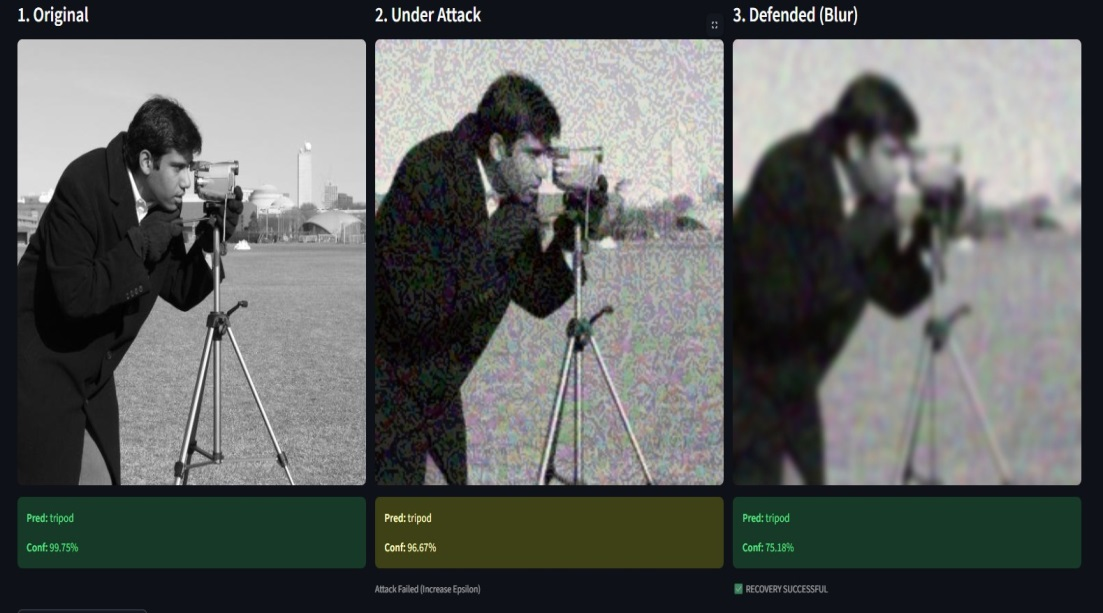 1. Original
2. Under Attack
3. Defended (Blur)
Pred: tripod
Conf: 99.75%
Pred: tripod
Conf: 96.67%
Attack Failed (Increase Epsilon)
Pred: tripod
Conf: 75.18%
✅ RECOVERY SUCCESSFUL